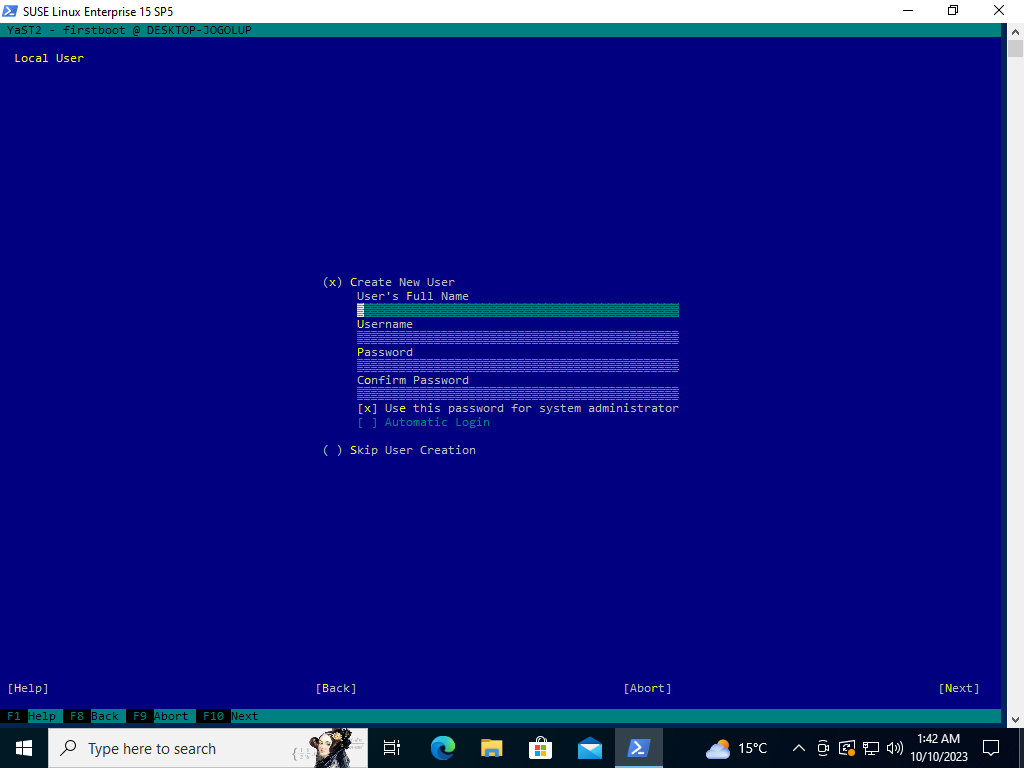 SUSE Linux Enterprise 15 SP5
YaST2 - firstboot @ DESKTOP-JOGOLUP
Local User
(x) Create New User
User's Full Name
Username
Password
Confirm Password
[x] Use this password for system administrator
[ ] Automatic Login
( ) Skip User Creation
[Help] [Back] [Abort] [Next]
F1 Help F8 Back F9 Abort F10 Next
Type here to search
15°C
1:42 AM
10/10/2023